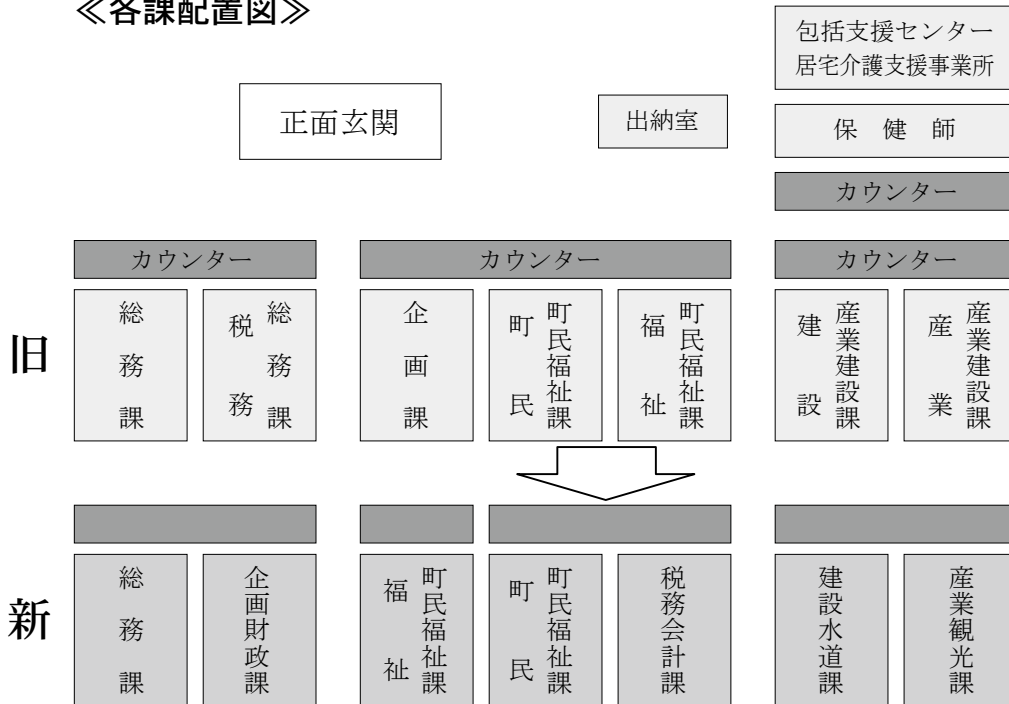 ≪各課配置図≫
包括支援センター
居宅介護支援事業所
正面玄関
出納室
保健師
カウンター
カウンター
カウンター
カウンター
旧
総務課
総務課
税務
企画課
町民福祉課
町民
町民福祉課
福祉
産業建設課
建設
産業建設課
産業
新
総務課
企画財政課
町民福祉課
福祉
町民福祉課
町民
税務会計課
建設水道課
産業観光課